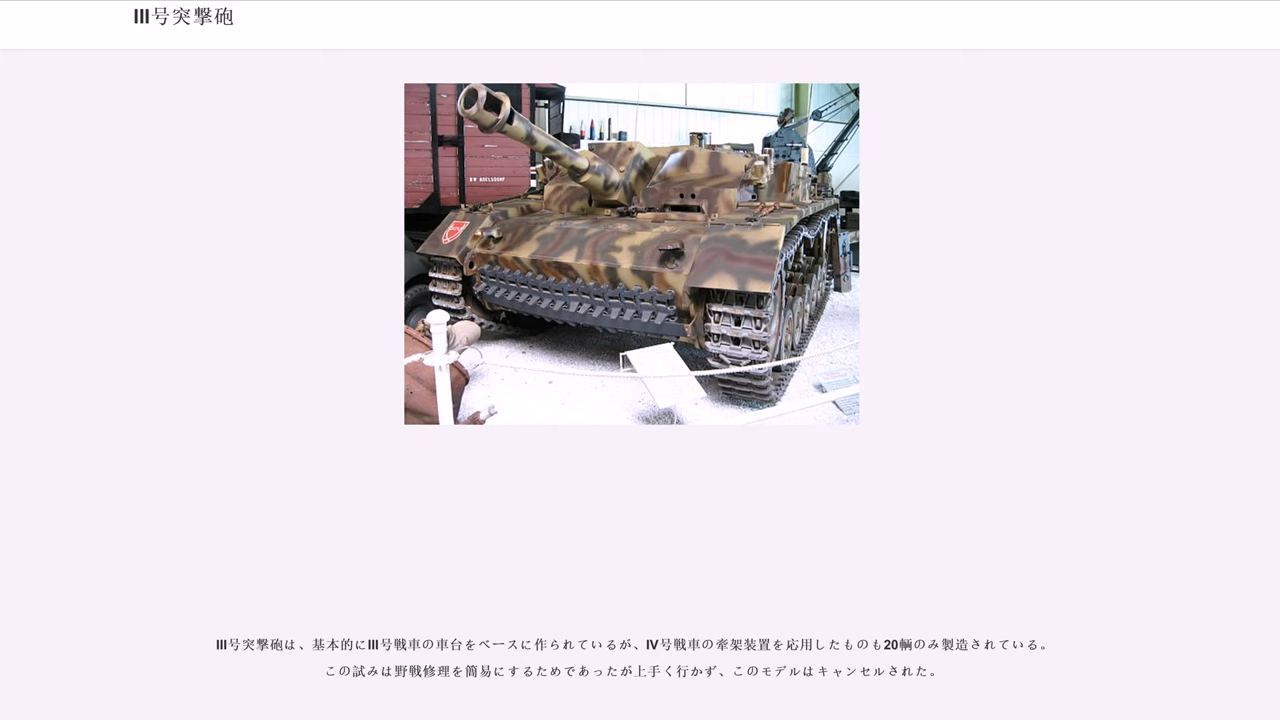 III号突撃砲
BW ADELSDORF
III号突撃砲は、基本的にIII号戦車の車台をベースに作られているが、IV号戦車の牽架装置を応用したものも20輌のみ製造されている。
この試みは野戦修理を簡易にするためであったが上手く行かず、このモデルはキャンセルされた。